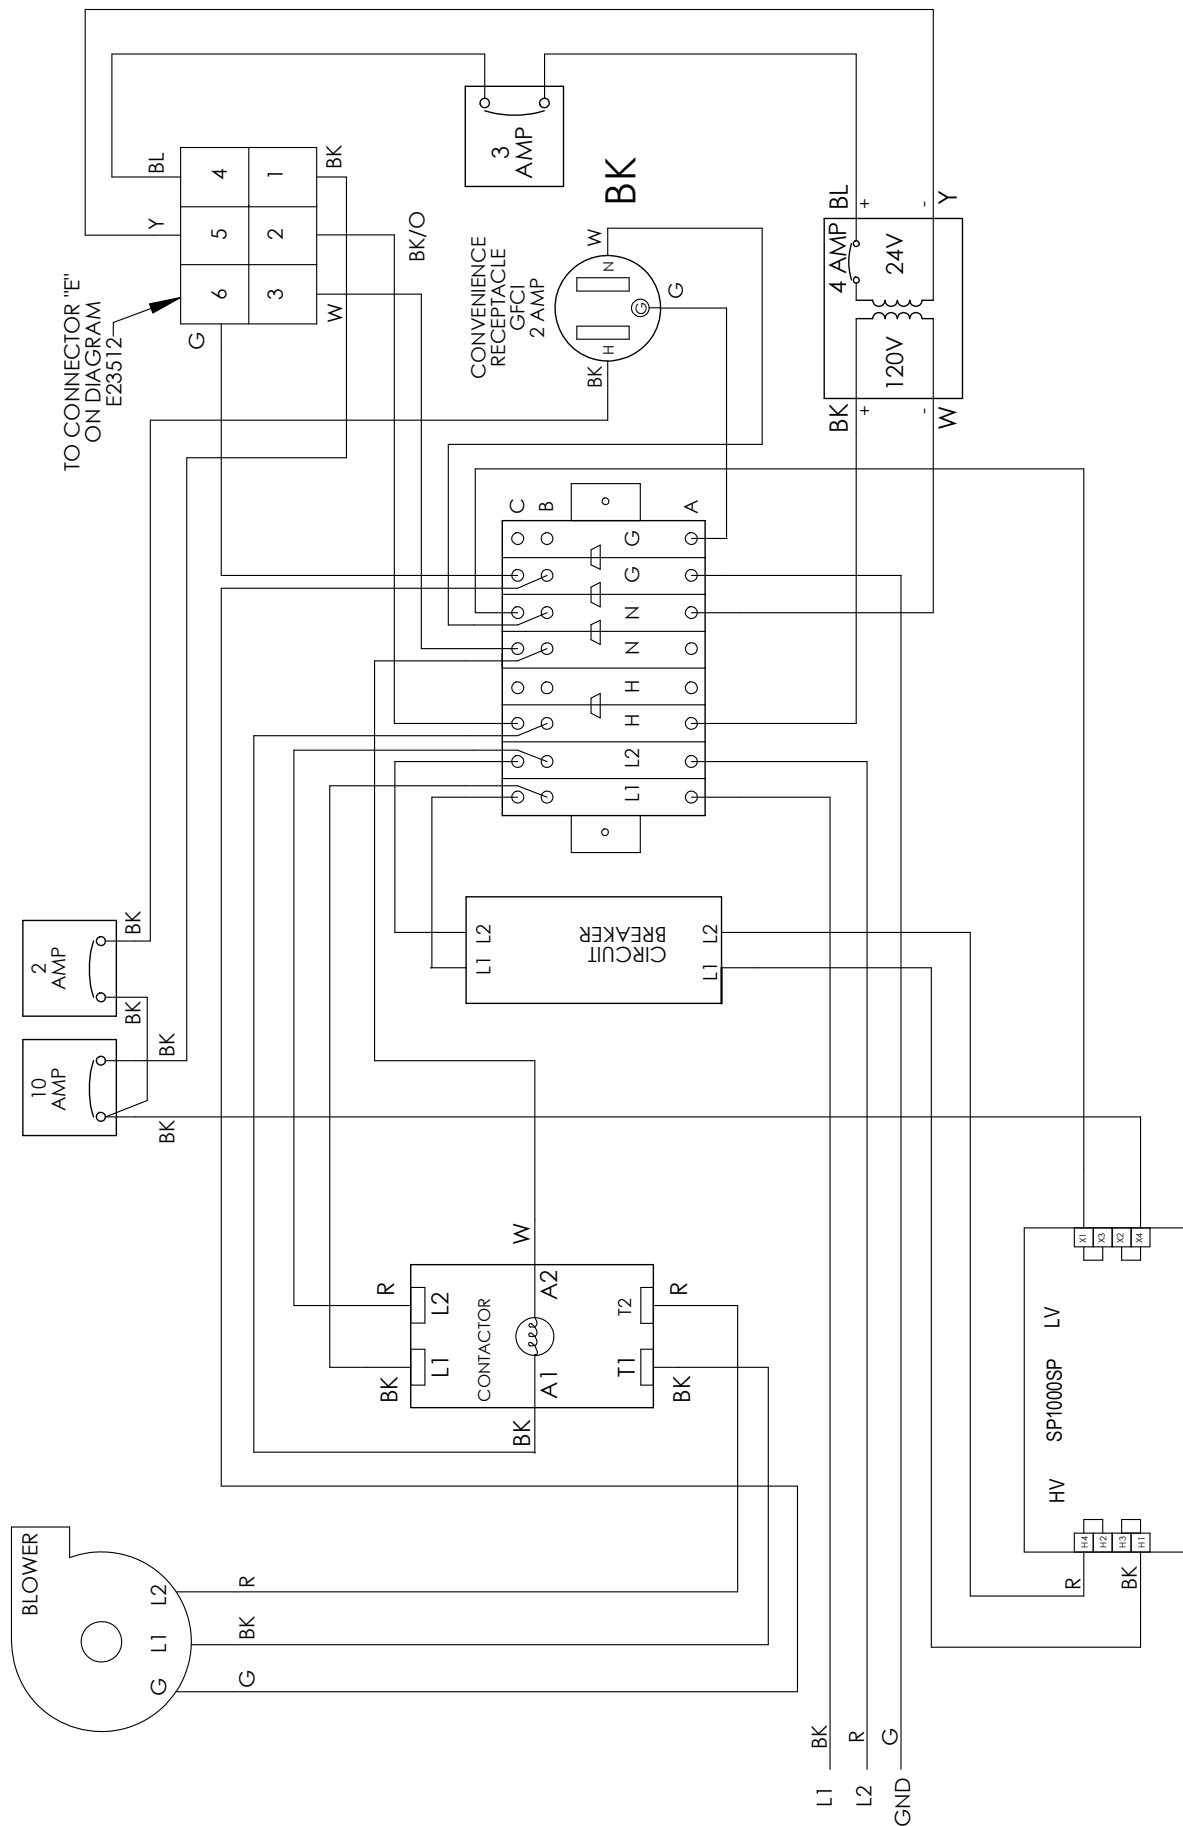 BLOWER
G
L1
L2
G
BK
R
L1
BK
L2
R
GND
G
10
AMP
2
AMP
BK
BK
BK
BK
TO CONNECTOR "E"
ON DIAGRAM
E23512
6
5
4
3
2
1
G
Y
BL
W
BK/O
BK
3
AMP
BK
CONVENIENCE
RECEPTACLE
GFCI
2 AMP
BK
W
H
N
G
G
BK
R
L1
L2
CONTACTOR
BK
A1
A2
W
T1
T2
BK
R
L1
L2
CIRCUIT
BREAKER
L1
L2
C
B
L1
L2
H
H
N
N
G
G
A
BK
+
-
W
120V
24V
4 AMP
BL
+
-
Y
R
BK
H4
H2
H3
H1
HV
SP1000SP
LV
X1
X3
X2
X4